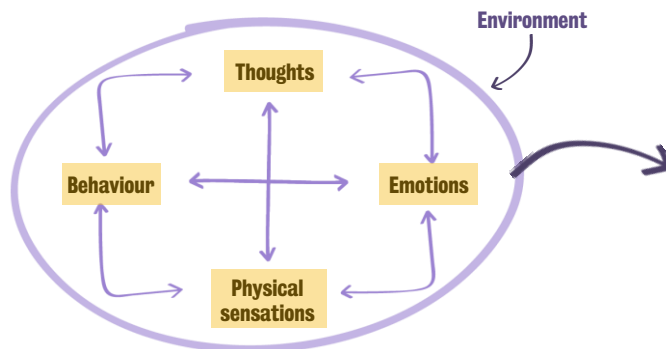 Environment
Thoughts
Behaviour
Emotions
Physical
sensations